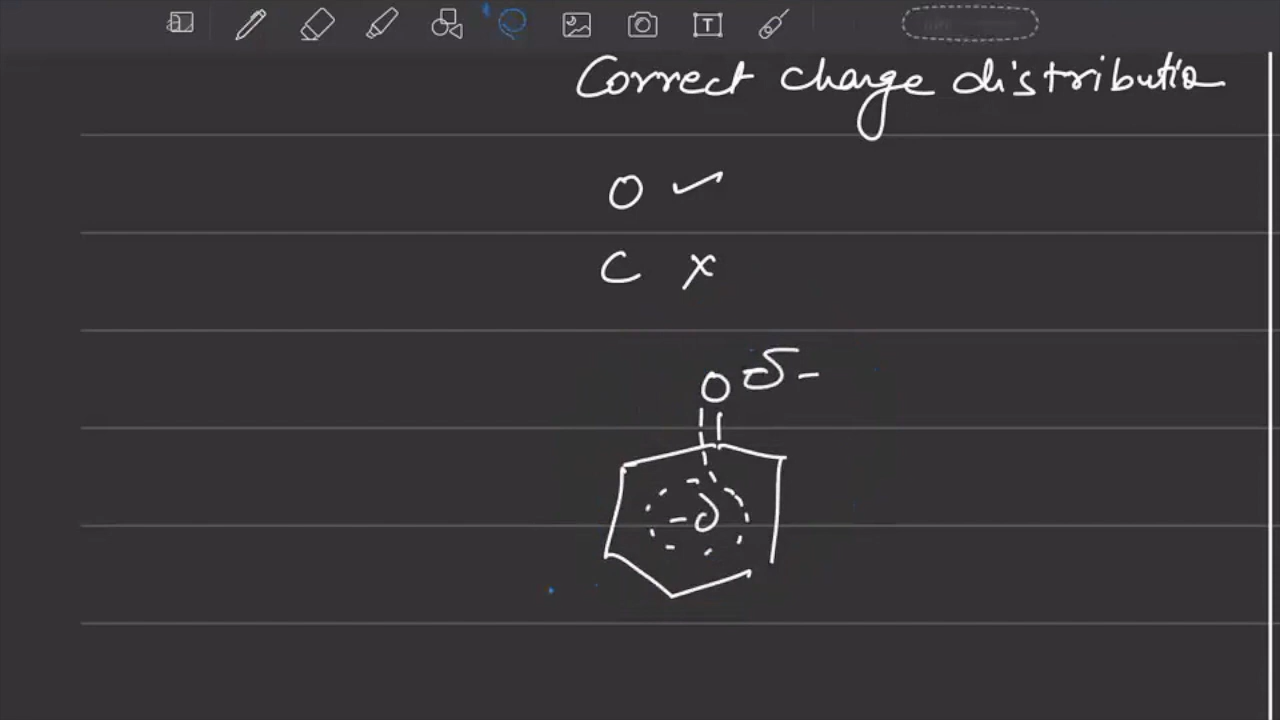 Correct charge distributio
O ✓
C ×
O δ-
-δ